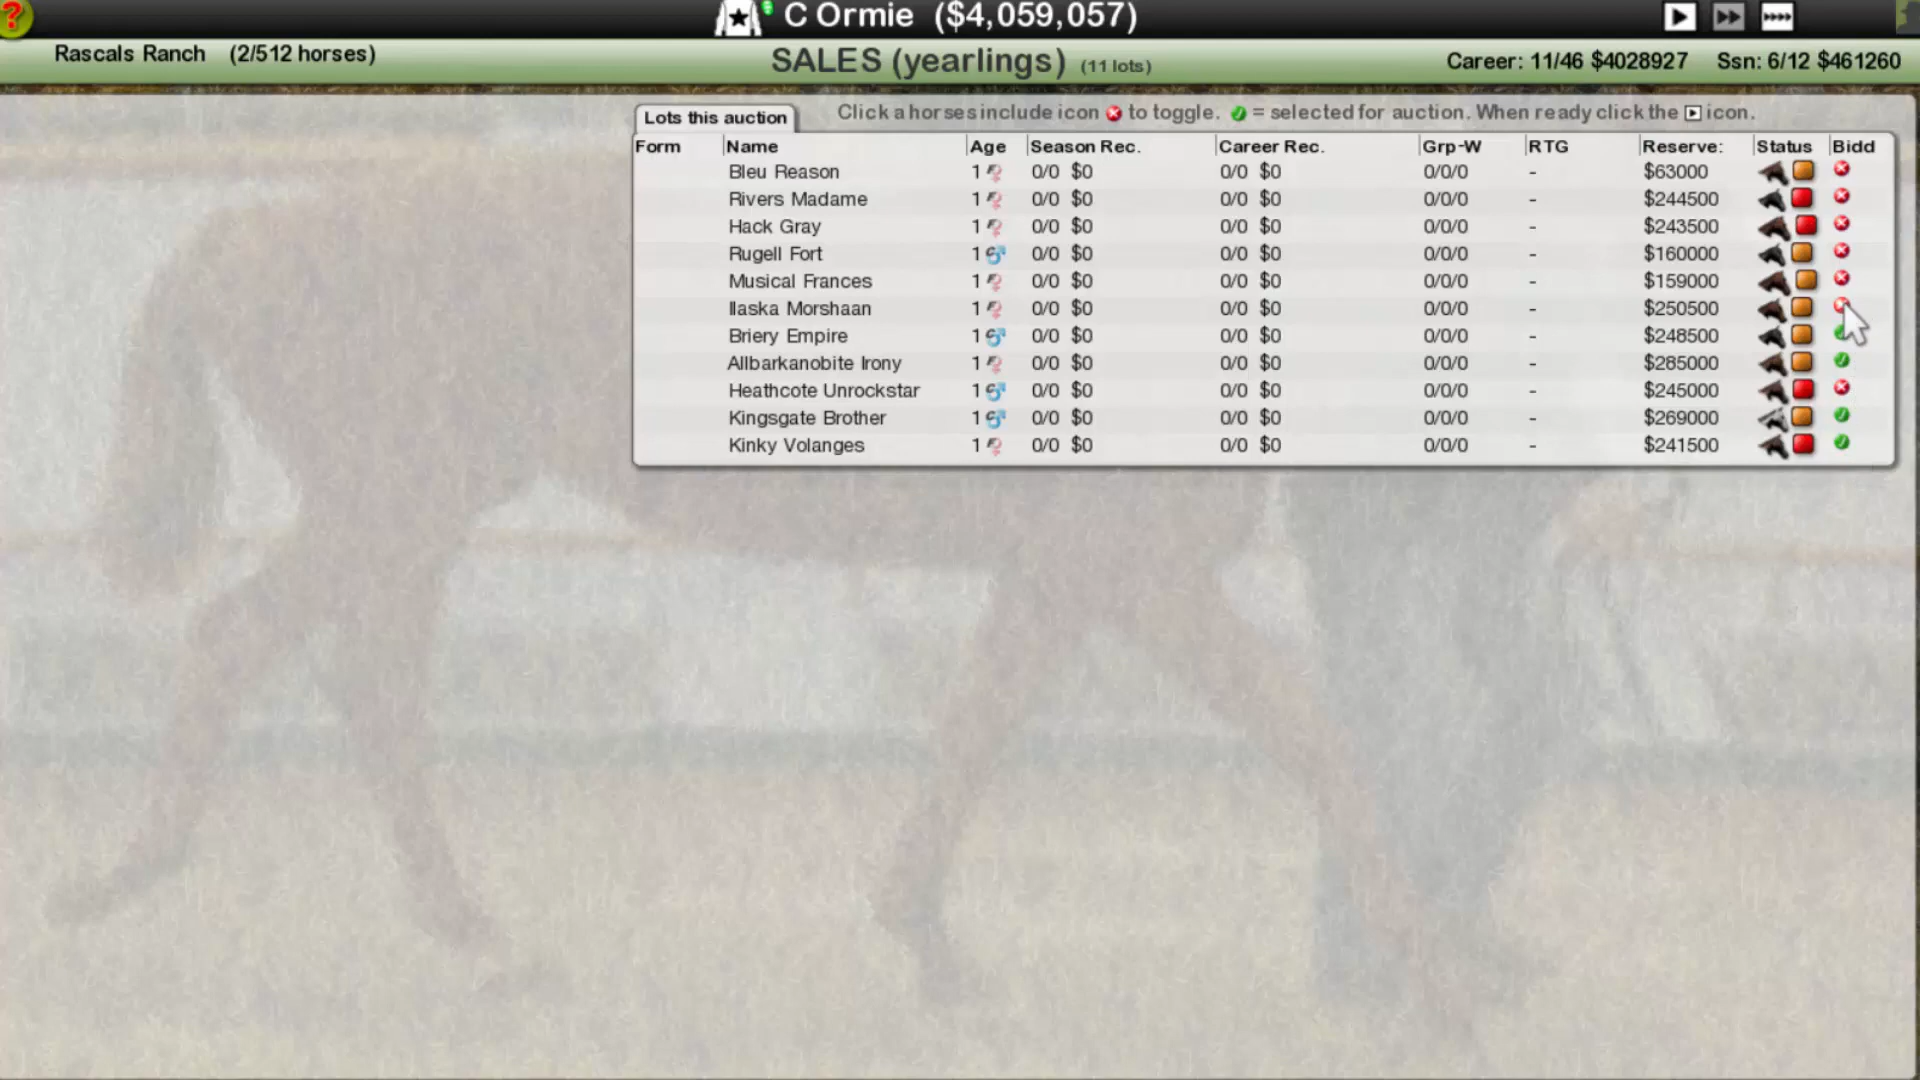 ?
C Ormie ($4,059,057)
Rascals Ranch (2/512 horses)
SALES (yearlings) (11 lots)
Career: 11/46 $4028927 Ssn: 6/12 $461260
Lots this auction
Click a horses include icon to toggle. = selected for auction. When ready click the icon.
Form Name Age Season Rec. Career Rec. Grp-W RTG Reserve: Status Bidd
Bleu Reason 1 0/0 $0 0/0 $0 0/0/0 - $63000
Rivers Madame 1 0/0 $0 0/0 $0 0/0/0 - $244500
Hack Gray 1 0/0 $0 0/0 $0 0/0/0 - $243500
Rugell Fort 1 0/0 $0 0/0 $0 0/0/0 - $160000
Musical Frances 1 0/0 $0 0/0 $0 0/0/0 - $159000
Ilaska Morshaan 1 0/0 $0 0/0 $0 0/0/0 - $250500
Briery Empire 1 0/0 $0 0/0 $0 0/0/0 - $248500
Allbarkanobite Irony 1 0/0 $0 0/0 $0 0/0/0 - $285000
Heathcote Unrockstar 1 0/0 $0 0/0 $0 0/0/0 - $245000
Kingsgate Brother 1 0/0 $0 0/0 $0 0/0/0 - $269000
Kinky Volanges 1 0/0 $0 0/0 $0 0/0/0 - $241500